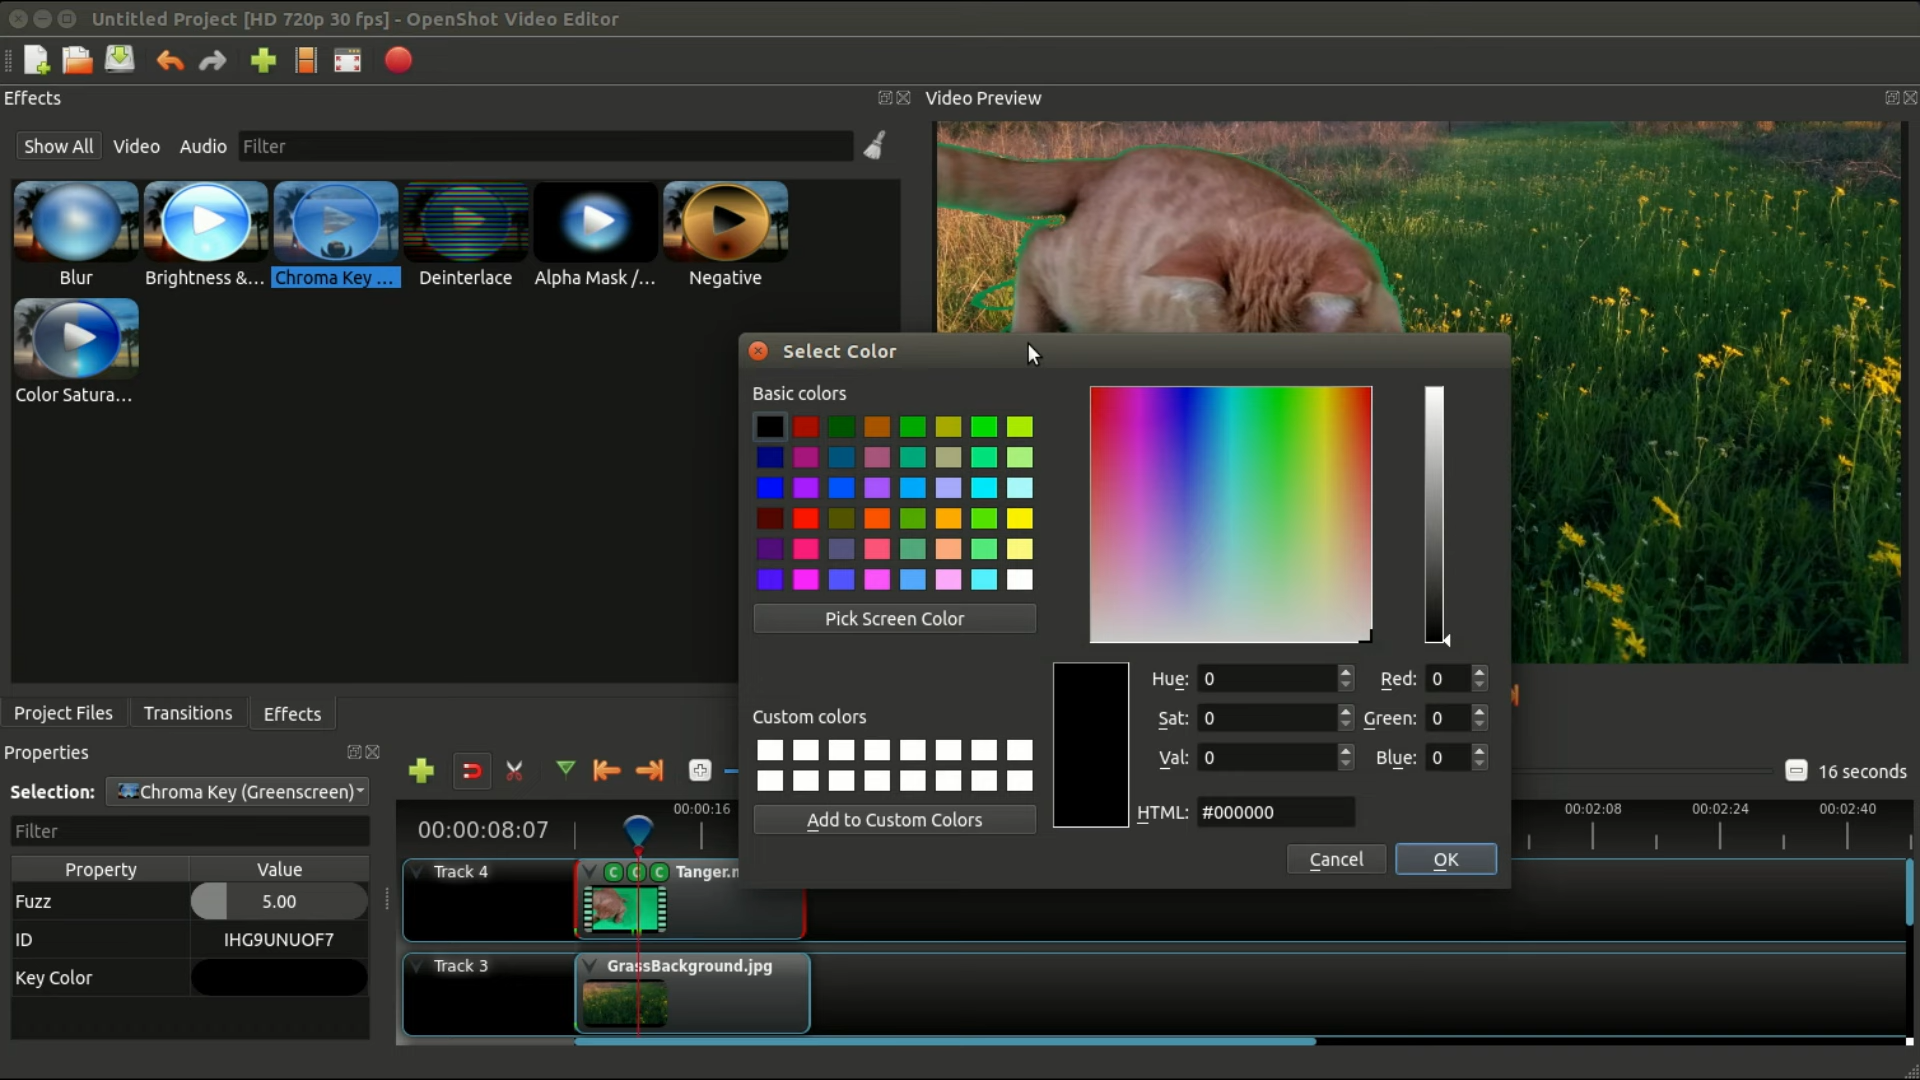 Untitled Project [HD 720p 30 fps] - OpenShot Video Editor
Effects
Video Preview
Show All
Video
Audio
Filter
Blur
Brightness &...
Chroma Key ...
Deinterlace
Alpha Mask /...
Negative
Color Satura...
Select Color
Basic colors
Pick Screen Color
Custom colors
Add to Custom Colors
Hue: 0
Red: 0
Sat: 0
Green: 0
Val: 0
Blue: 0
HTML: #000000
Cancel
OK
Project Files
Transitions
Effects
Properties
Selection: Chroma Key (Greenscreen)
Filter
Property
Value
Fuzz
5.00
ID
IHG9UNUOF7
Key Color
16 seconds
00:00:08:07
00:00:16
00:02:08
00:02:24
00:02:40
Track 4
C C C
Tanger.m
Track 3
GrassBackground.jpg